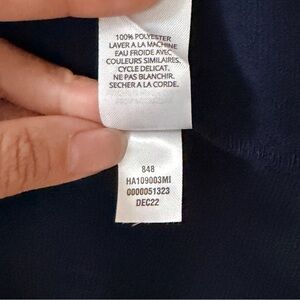 100% POLYESTER
LAVER A LA MACHINE
EAU FROIDE AVEC
COULEURS SIMILAIRES.
CYCLE DELICAT.
NE PAS BLANCHIR.
SECHER A LA CORDE.
848
HA109003MI
0000051323
DEC22